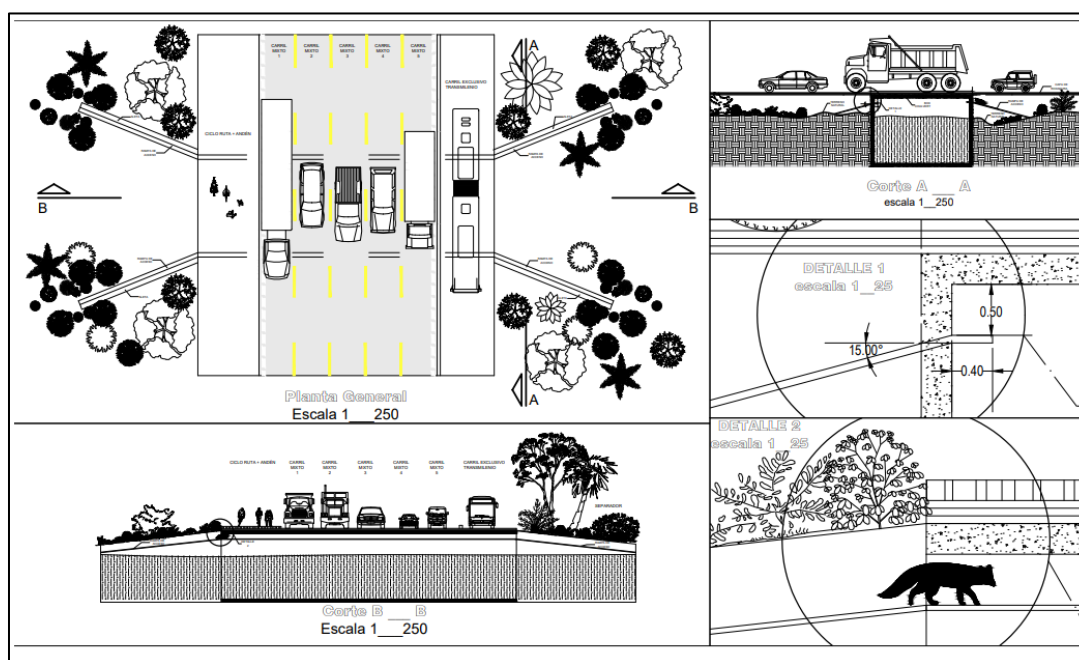 CARRIL
MIXTO
1
CARRIL
MIXTO
2
CARRIL
MIXTO
3
CARRIL
MIXTO
4
CARRIL
MIXTO
A
CARRIL EXCLUSIVO
TRANSMILENIO
CICLO RUTA + ANDÉN
B
B
A
Planta General
Escala 1___250
CICLO RUTA + ANDÉN
CARRIL
MIXTO
1
CARRIL
MIXTO
2
CARRIL
MIXTO
3
CARRIL
MIXTO
4
CARRIL
MIXTO
CARRIL EXCLUSIVO
TRANSMILENIO
SEPARADOR
Corte B ___ B
Escala 1___250
Corte A ___ A
escala 1__250
DETALLE 1
escala 1__25
0.50
15.00°
0.40
DETALLE 2
escala 1__25